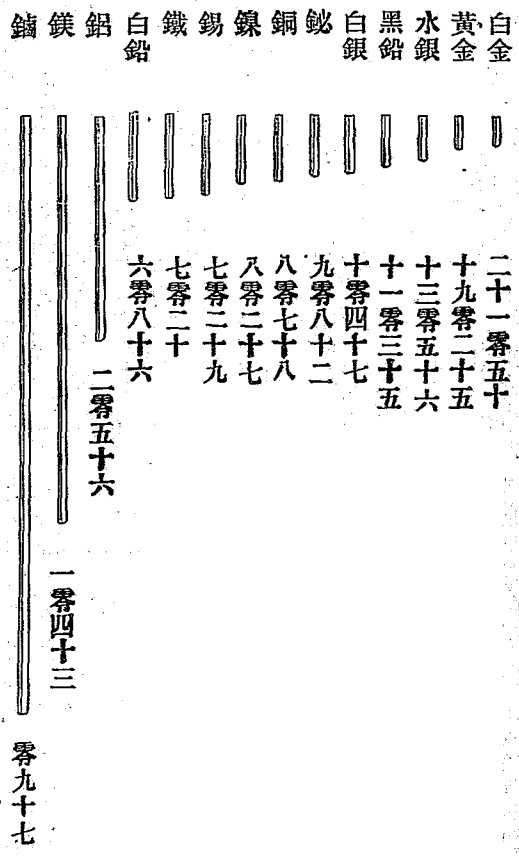 白金
二十一零五十
黃金
十九零二十五
水銀
十三零五十六
黑鉛
十一零三十五
白銀
十零四十七
鉍
九零八十二
銅
八零七十八
鎳
八零二十七
錫
七零二十九
鐵
七零二十
白鉛
六零八十六
鋁
二零五十六
鎂
一零四十三
鏀
零九十七